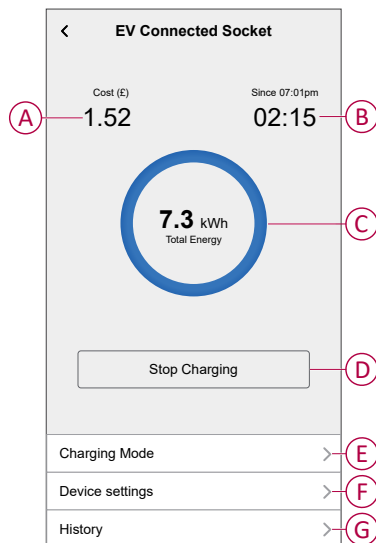 EV Connected Socket
Cost (£) Since 07:01pm
A 1.52 02:15 B
7.3 kWh C
Total Energy
Stop Charging D
Charging Mode E
Device settings F
History G